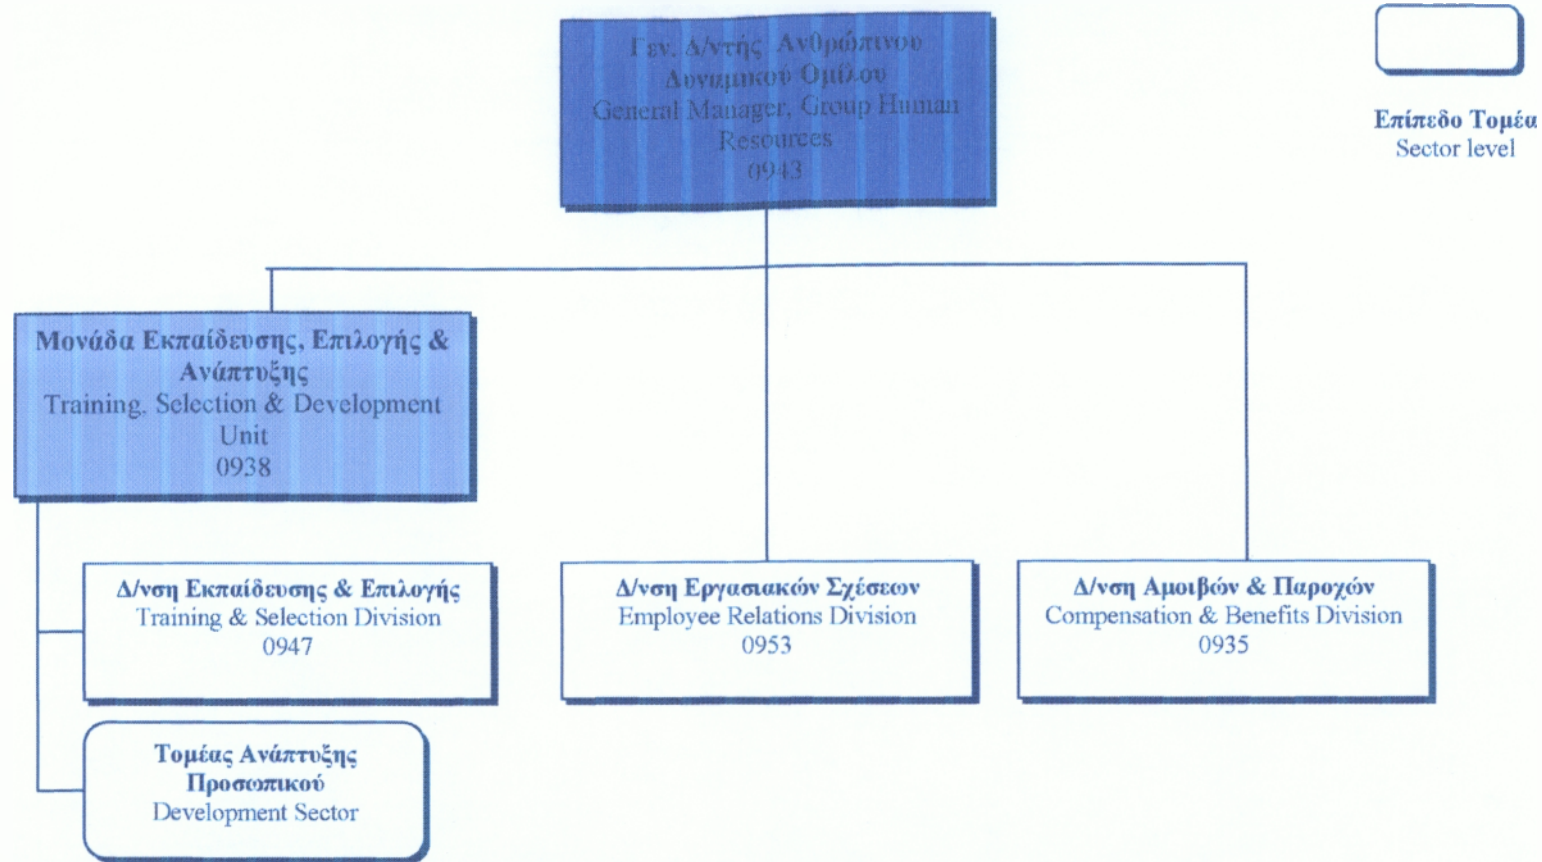 Γεν. Δ/ντής Ανθρώπινου
Δυναμικού Ομίλου
General Manager, Group Human
Resources
0943
Επίπεδο Τομέα
Sector level
Μονάδα Εκπαίδευσης, Επιλογής &
Ανάπτυξης
Training, Selection & Development
Unit
0938
Δ/νση Εκπαίδευσης & Επιλογής
Training & Selection Division
0947
Δ/νση Εργασιακών Σχέσεων
Employee Relations Division
0953
Δ/νση Αμοιβών & Παροχών
Compensation & Benefits Division
0935
Τομέας Ανάπτυξης
Προσωπικού
Development Sector